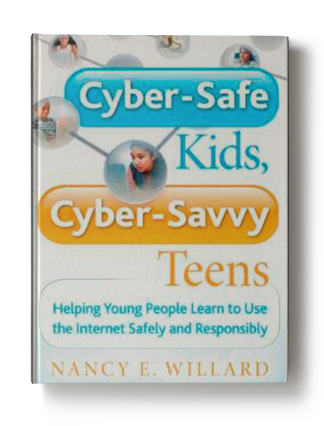 Cyber-Safe
Kids,
Cyber-Savvy
Teens
Helping Young People Learn to Use
the Internet Safely and Responsibly
NANCY E. WILLARD